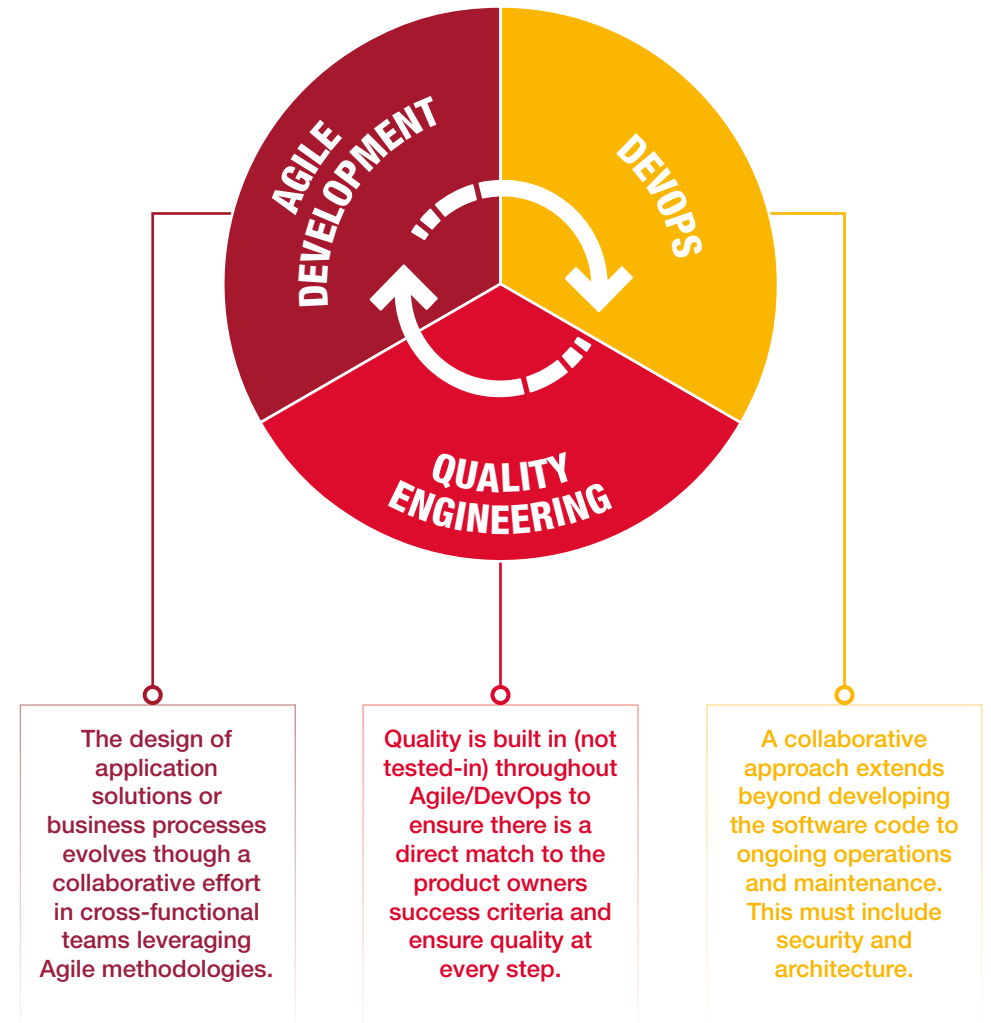 AGILE
DEVELOPMENT
DEVOPS
QUALITY
ENGINEERING
The design of
application
solutions or
business processes
evolves though a
collaborative effort
in cross-functional
teams leveraging
Agile methodologies.
Quality is built in (not
tested-in) throughout
Agile/DevOps to
ensure there is a
direct match to the
product owners
success criteria and
ensure quality at
every step.
A collaborative
approach extends
beyond developing
the software code to
ongoing operations
and maintenance.
This must include
security and
architecture.